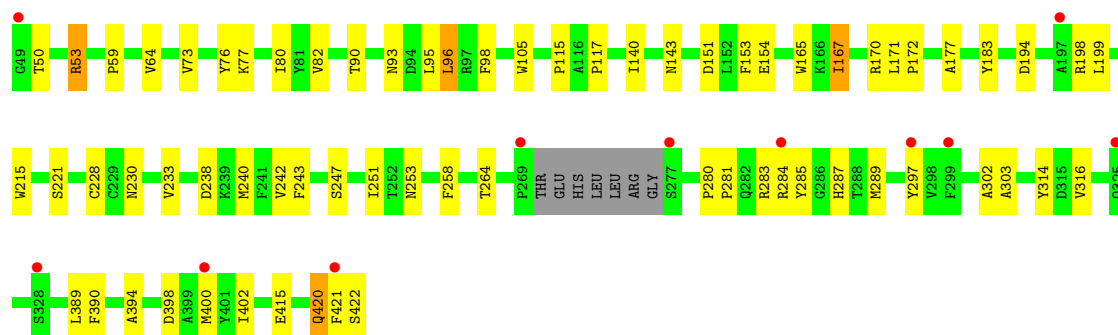 G49 T50 R53 P59 V64 V73 Y76 K77 I80 Y81 V82 T90 N93 D94 L95 L96 R97 F98 W105 P115 A116 P117 I140 N143 D151 L152 F153 E154 W165 K166 I167 R170 L171 P172 A177 Y183 D194 A197 R198 L199
W215 S221 C228 C229 N230 V233 D238 K239 M240 F241 V242 F243 S247 I251 T252 N253 F258 T264 P269 THR GLU HIS LEU LEU ARG GLY S277 P280 P281 Q282 R283 R284 Y285 G286 H287 T288 M289 Y297 V298 F299 A302 A303 Y314 D315 V316
S328 L389 F390 A394 D398 A399 M400 Y401 I402 E415 Q420 F421 S422